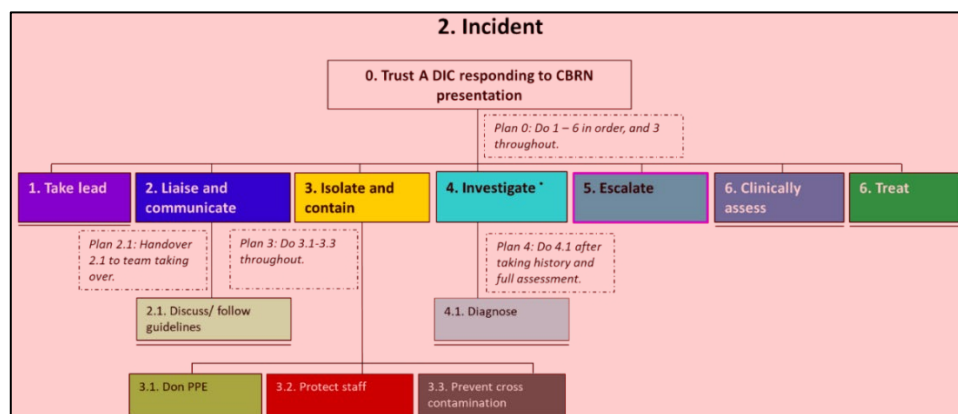 2. Incident
0. Trust A DIC responding to CBRN
presentation
Plan 0: Do 1 – 6 in order, and 3
throughout.
1. Take lead
2. Liaise and
communicate
3. Isolate and
contain
4. Investigate *
5. Escalate
6. Clinically
assess
6. Treat
Plan 2.1: Handover
2.1 to team taking
over.
Plan 3: Do 3.1-3.3
throughout.
Plan 4: Do 4.1 after
taking history and
full assessment.
2.1. Discuss/ follow
guidelines
4.1. Diagnose
3.1. Don PPE
3.2. Protect staff
3.3. Prevent cross
contamination